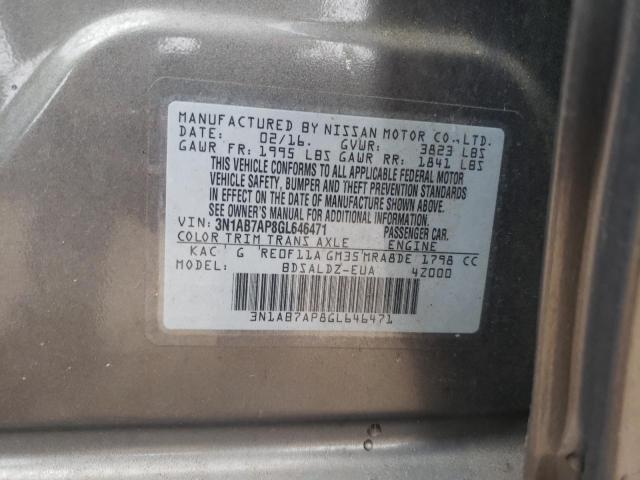 MANUFACTURED BY NISSAN MOTOR CO.,LTD.
DATE: 02/16. GVWR: 3823 LBS
GAWR FR: 1995 LBS GAWR RR: 1841 LBS
THIS VEHICLE CONFORMS TO ALL APPLICABLE FEDERAL MOTOR
VEHICLE SAFETY, BUMPER AND THEFT PREVENTION STANDARDS
IN EFFECT ON THE DATE OF MANUFACTURE SHOWN ABOVE.
SEE OWNER'S MANUAL FOR ADDITIONAL INFORMATION.
VIN: 3N1AB7AP8GL646471 PASSENGER CAR.
COLOR TRIM TRANS AXLE ENGINE
KAC G RE0F11A GM35 MRA8DE 1798 CC
MODEL: BDSALDZ-EUA 42000
3N1AB7AP8GL646471